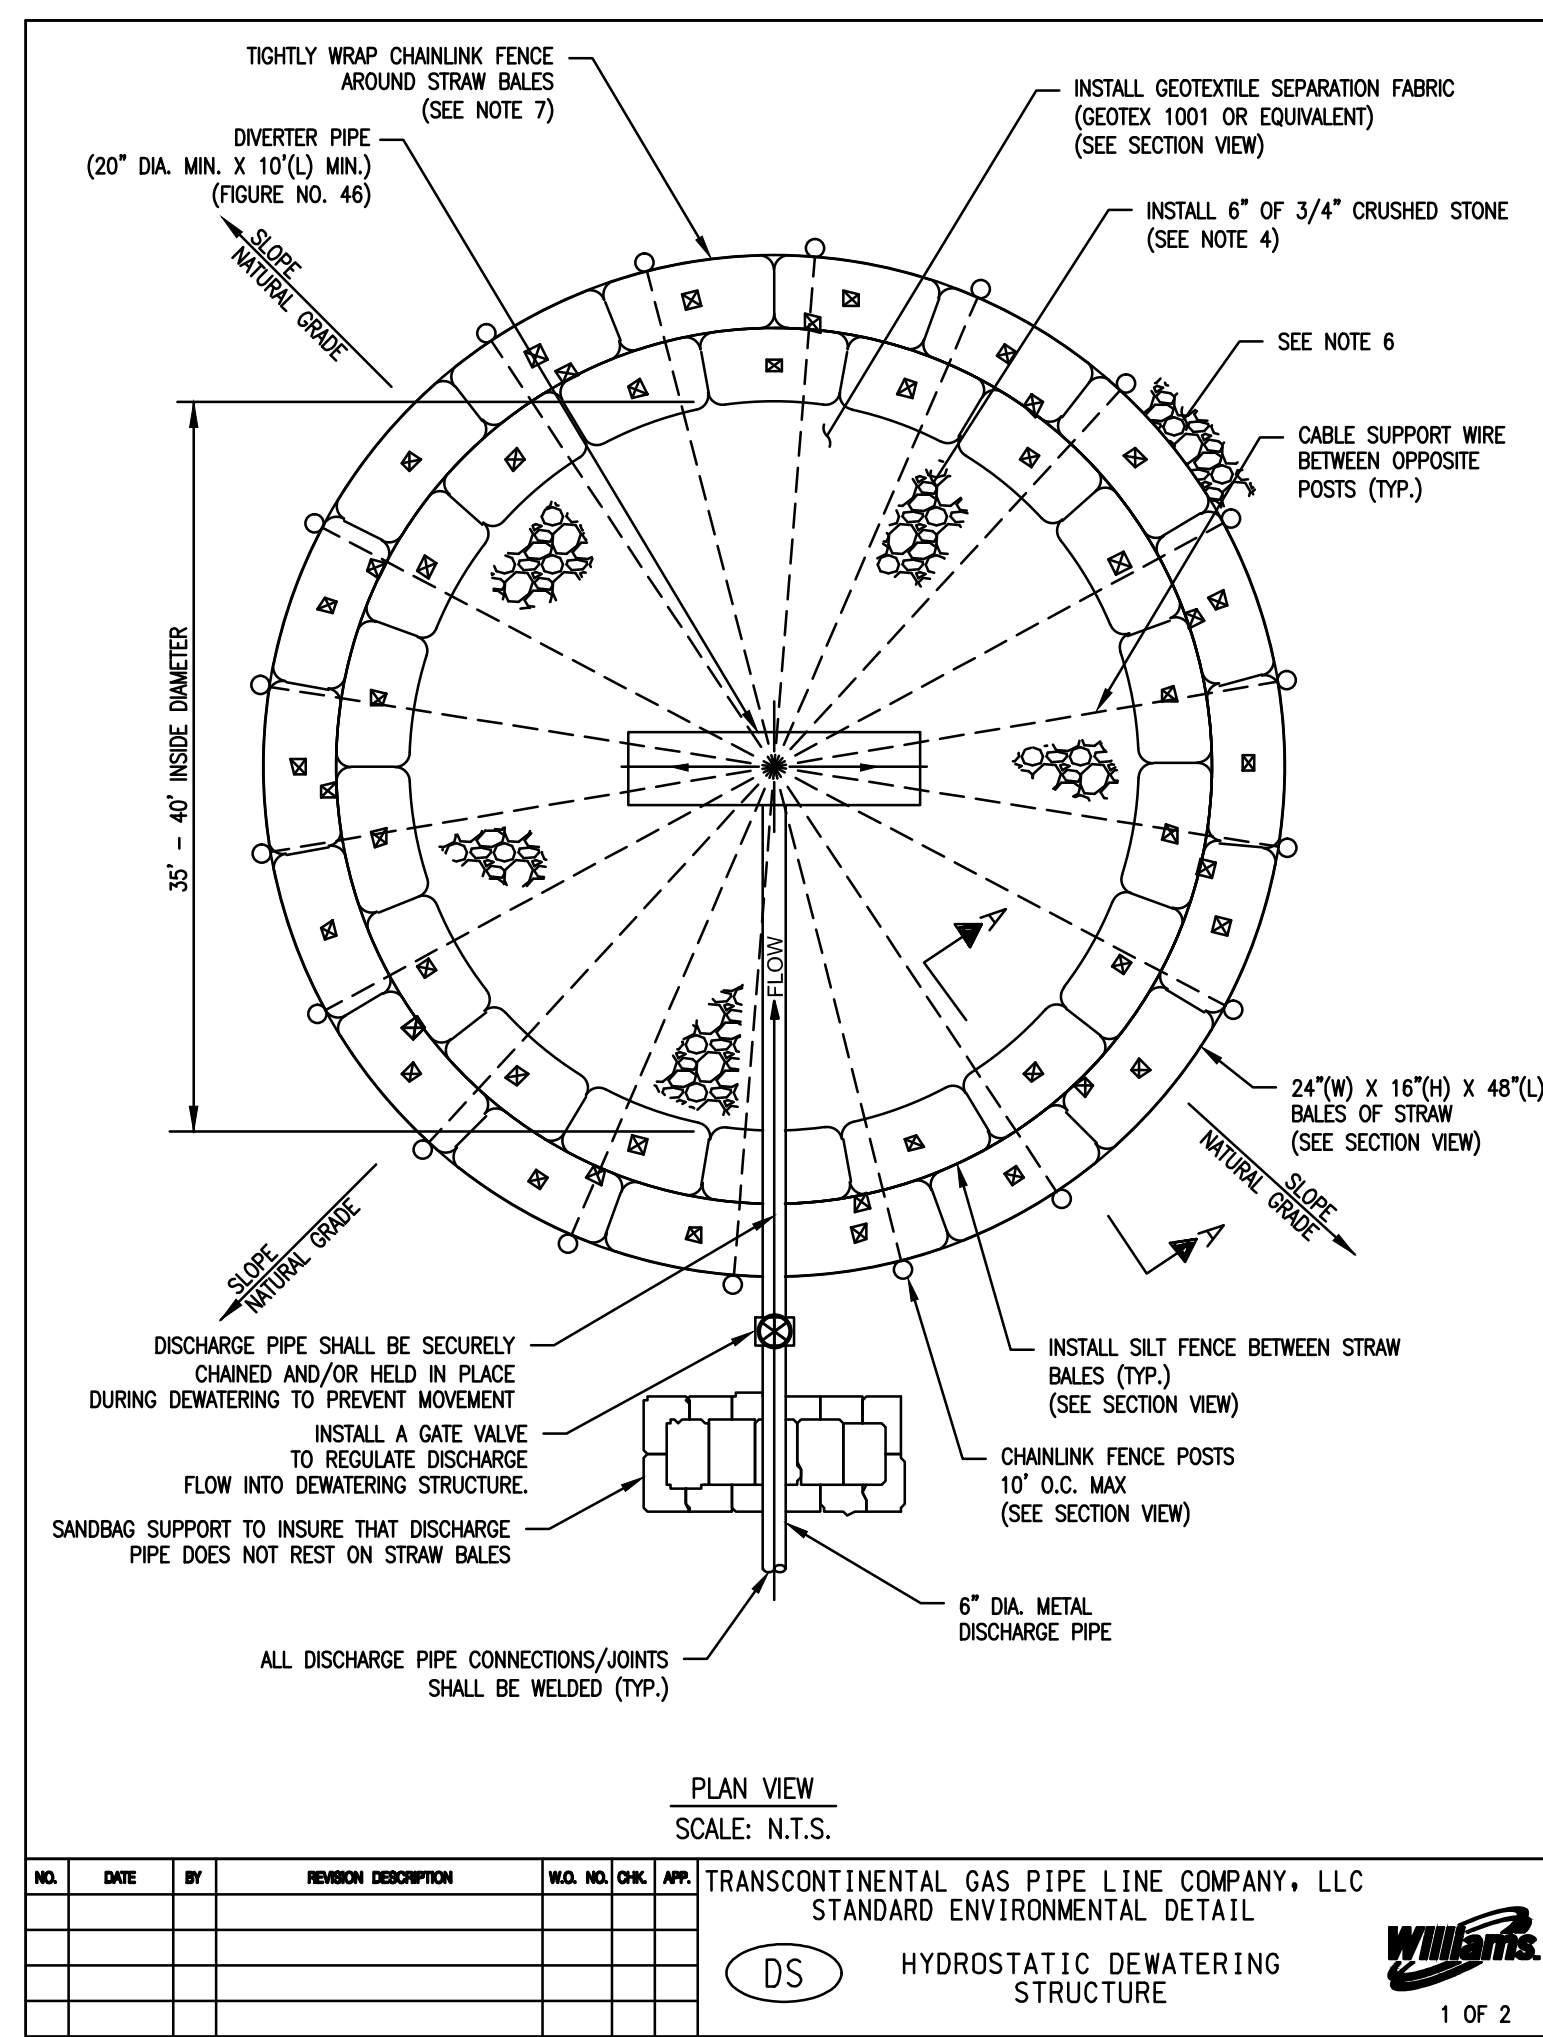 TIGHTLY WRAP CHAINLINK FENCE
AROUND STRAW BALES
(SEE NOTE 7)
DIVERTER PIPE
(20" DIA. MIN. X 10'(L) MIN.)
(FIGURE NO. 46)
INSTALL GEOTEXTILE SEPARATION FABRIC
(GEOTEX 1001 OR EQUIVALENT)
(SEE SECTION VIEW)
INSTALL 6" OF 3/4" CRUSHED STONE
(SEE NOTE 4)
SLOPE
NATURAL GRADE
SEE NOTE 6
CABLE SUPPORT WIRE
BETWEEN OPPOSITE
POSTS (TYP.)
35' - 40' INSIDE DIAMETER
FLOW
A
24"(W) X 16"(H) X 48"(L)
BALES OF STRAW
(SEE SECTION VIEW)
SLOPE
NATURAL GRADE
A
SLOPE
NATURAL GRADE
DISCHARGE PIPE SHALL BE SECURELY
CHAINED AND/OR HELD IN PLACE
DURING DEWATERING TO PREVENT MOVEMENT
INSTALL A GATE VALVE
TO REGULATE DISCHARGE
FLOW INTO DEWATERING STRUCTURE.
SANDBAG SUPPORT TO INSURE THAT DISCHARGE
PIPE DOES NOT REST ON STRAW BALES
INSTALL SILT FENCE BETWEEN STRAW
BALES (TYP.)
(SEE SECTION VIEW)
CHAINLINK FENCE POSTS
10' O.C. MAX
(SEE SECTION VIEW)
6" DIA. METAL
DISCHARGE PIPE
ALL DISCHARGE PIPE CONNECTIONS/JOINTS
SHALL BE WELDED (TYP.)
PLAN VIEW
SCALE: N.T.S.
NO. DATE BY REVISION DESCRIPTION W.O. NO. CHK. APP.
TRANSCONTINENTAL GAS PIPE LINE COMPANY, LLC
STANDARD ENVIRONMENTAL DETAIL
DS
HYDROSTATIC DEWATERING
STRUCTURE
Williams.
1 OF 2